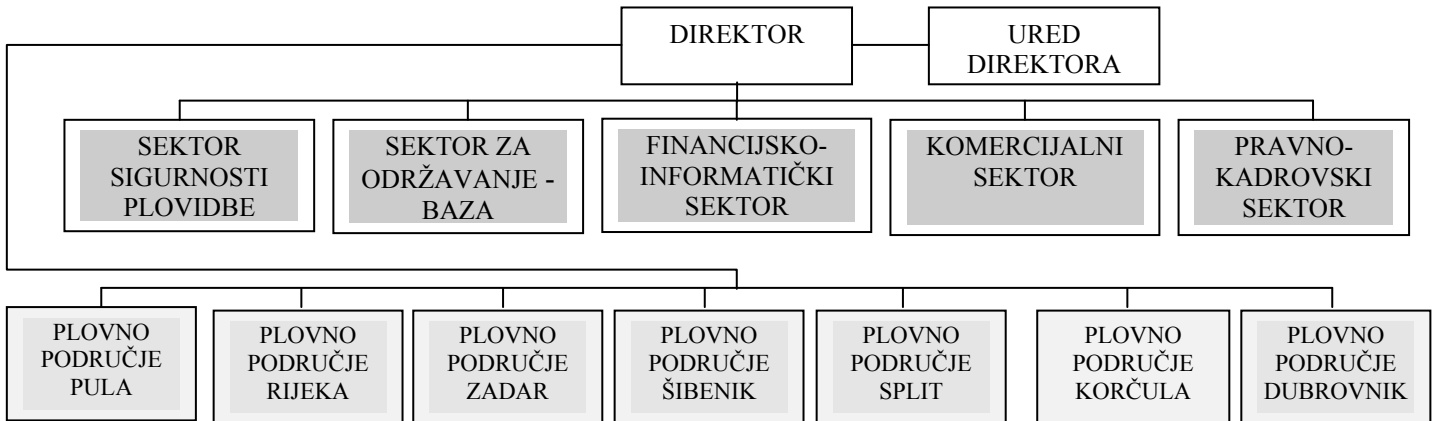 DIREKTOR
URED
DIREKTORA
SEKTOR
SIGURNOSTI
PLOVIDBE
SEKTOR ZA
ODRŽAVANJE -
BAZA
FINANCIJSKO-
INFORMATIČKI
SEKTOR
KOMERCIJALNI
SEKTOR
PRAVNO-
KADROVSKI
SEKTOR
PLOVNO
PODRUČJE
PULA
PLOVNO
PODRUČJE
RIJEKA
PLOVNO
PODRUČJE
ZADAR
PLOVNO
PODRUČJE
ŠIBENIK
PLOVNO
PODRUČJE
SPLIT
PLOVNO
PODRUČJE
KORČULA
PLOVNO
PODRUČJE
DUBROVNIK